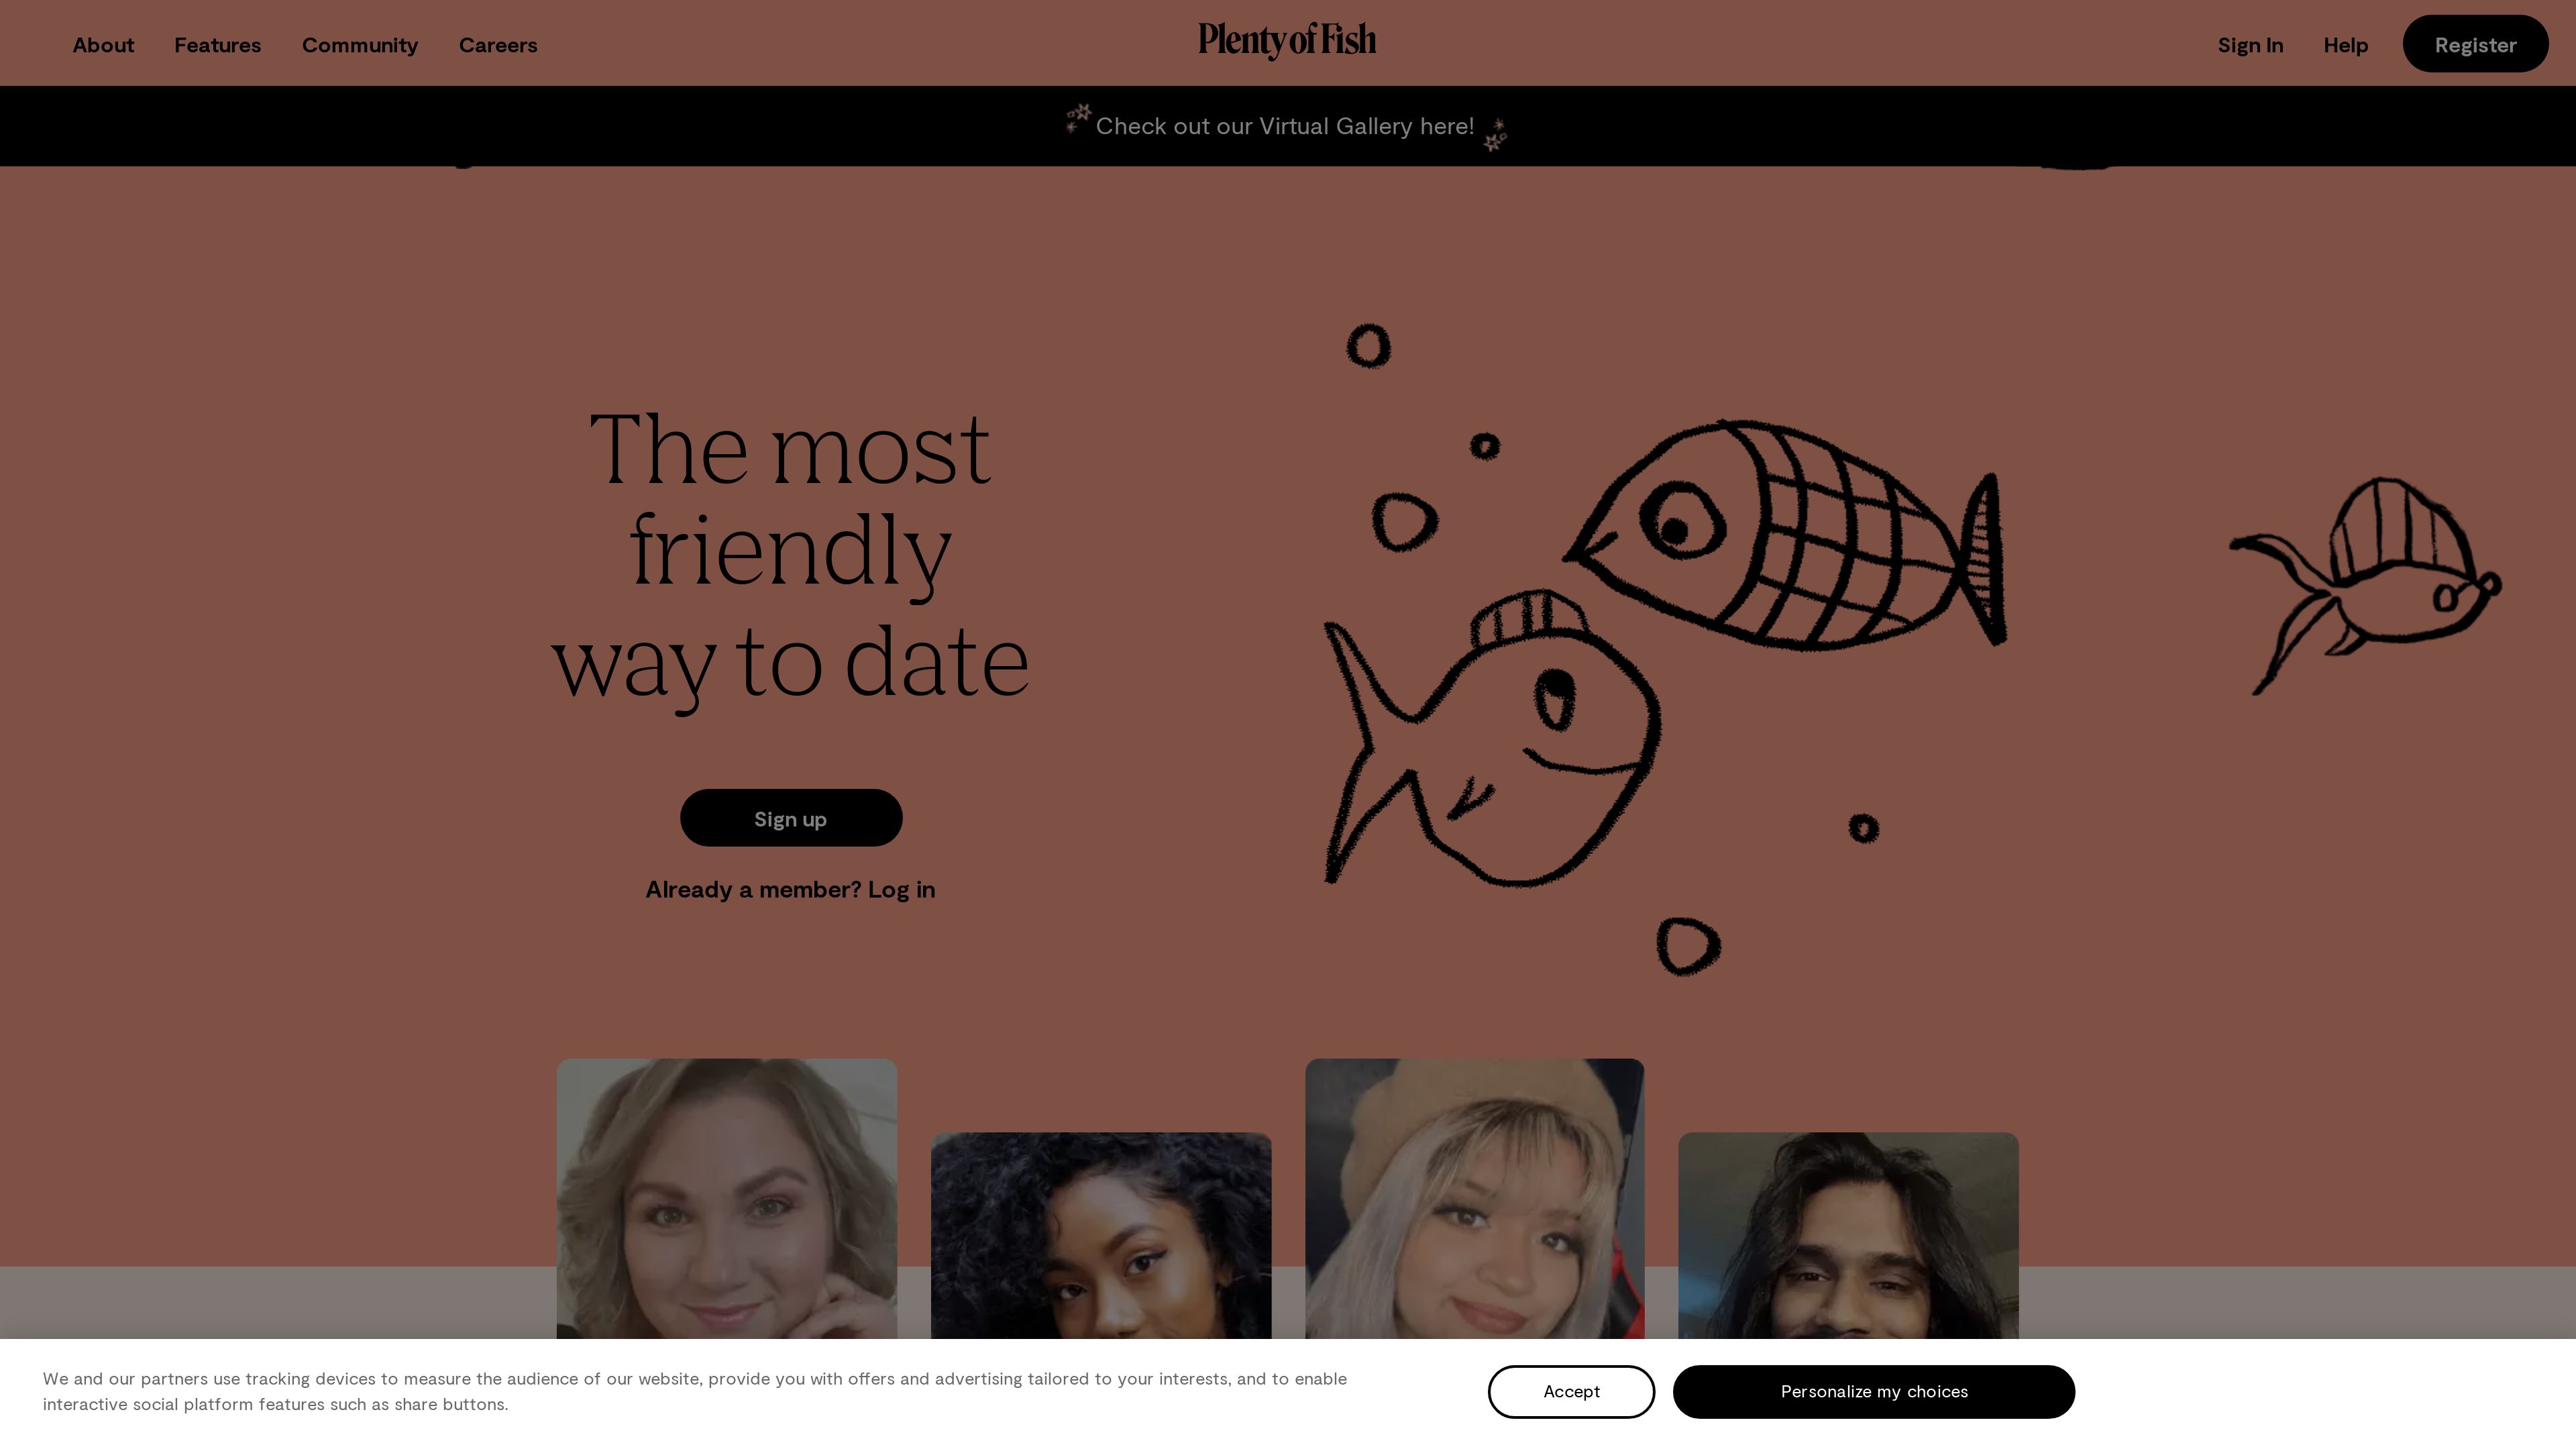 About Features Community Careers
Plenty of Fish
Sign In Help Register
Check out our Virtual Gallery here!
The most
friendly
way to date
Sign up
Already a member? Log in
We and our partners use tracking devices to measure the audience of our website, provide you with offers and advertising tailored to your interests, and to enable
interactive social platform features such as share buttons.
Accept
Personalize my choices